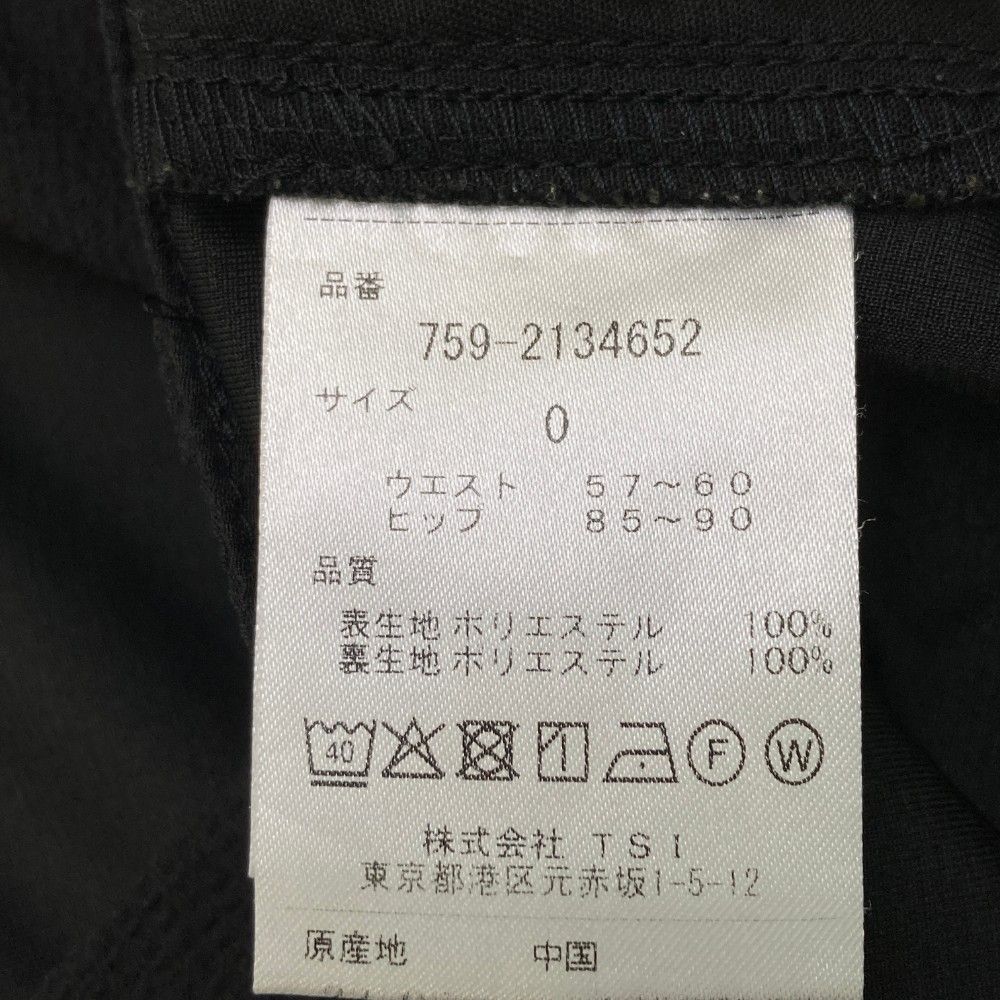 品番
759-2134652
サイズ
0
ウエスト 57~60
ヒップ 85~90
品質
表生地 ポリエステル 100%
裏生地 ポリエステル 100%
40 F W
株式会社 TSI
東京都港区元赤坂1-5-12
原産地 中国